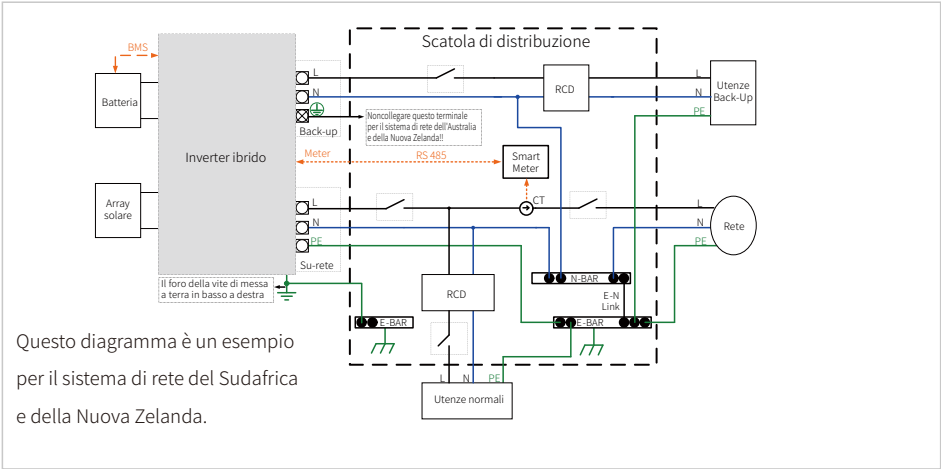 Scatola di distribuzione
BMS
Batteria
Inverter ibrido
L
N
Back-up
Noncollegare questo terminale
per il sistema di rete dell'Australia
e della Nuova Zelanda!!
RCD
L
N
PE
Utenze
Back-Up
Meter
RS 485
Smart
Meter
CT
Array
solare
L
N
PE
Su-rete
L
N
PE
Rete
Il foro della vite di messa
a terra in basso a destra
N-BAR
E-N
Link
E-BAR
E-BAR
RCD
L
N
PE
Utenze normali
Questo diagramma è un esempio
per il sistema di rete del Sudafrica
e della Nuova Zelanda.